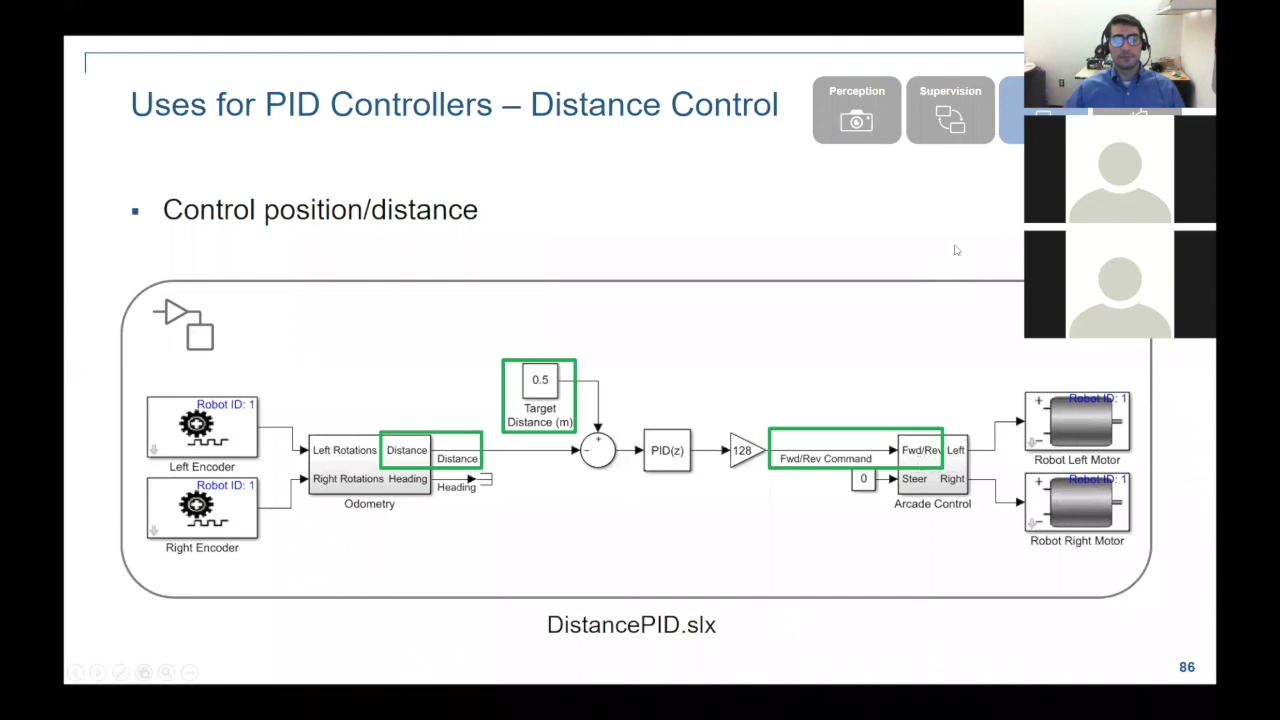 Uses for PID Controllers – Distance Control
Perception
Supervision
▪ Control position/distance
0.5
Target
Distance (m)
Robot ID: 1
Left Encoder
Robot ID: 1
Right Encoder
Left Rotations Distance
Right Rotations Heading
Odometry
Distance
Heading
+
−
PID(z)
128
Fwd/Rev Command
0
Fwd/Rev Left
Steer Right
Arcade Control
Robot ID: 1
Robot Left Motor
Robot ID: 1
Robot Right Motor
DistancePID.slx
86